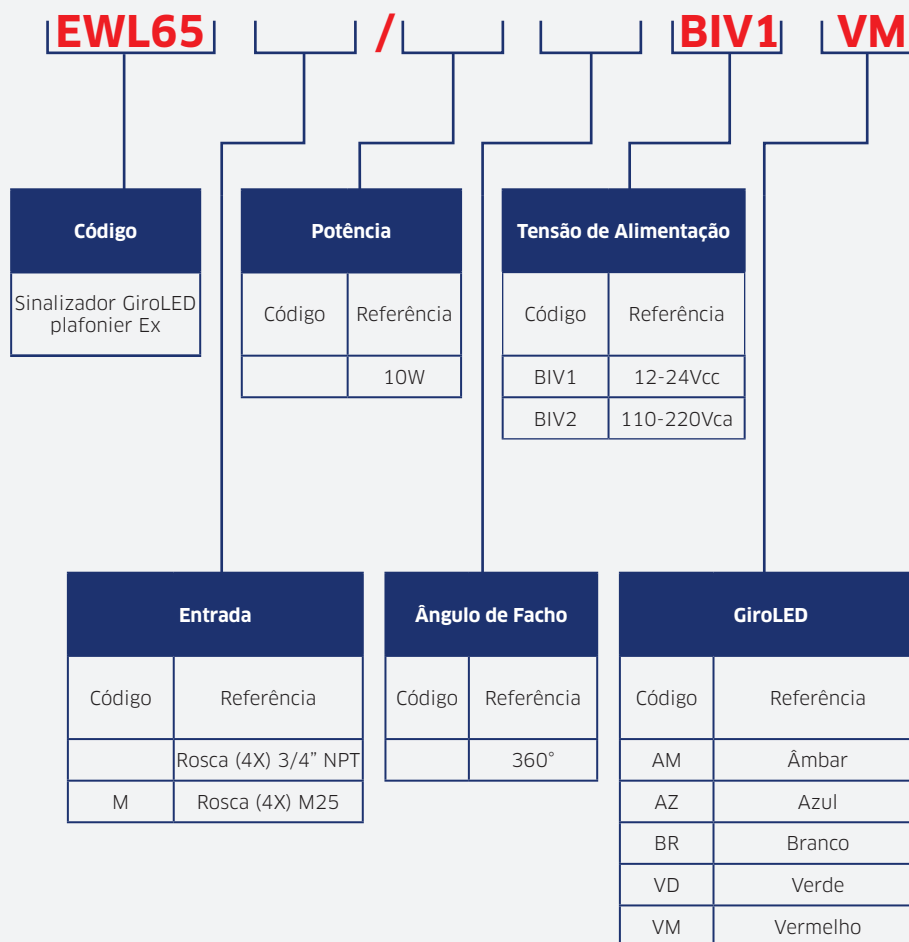 EWL65 / BIV1 VM
Código
Sinalizador GiroLED
plafonier Ex
Potência
Código Referência
10W
Tensão de Alimentação
Código Referência
BIV1 12-24Vcc
BIV2 110-220Vca
Entrada
Código Referência
Rosca (4X) 3/4” NPT
M Rosca (4X) M25
Ângulo de Facho
Código Referência
360°
GiroLED
Código Referência
AM Âmbar
AZ Azul
BR Branco
VD Verde
VM Vermelho